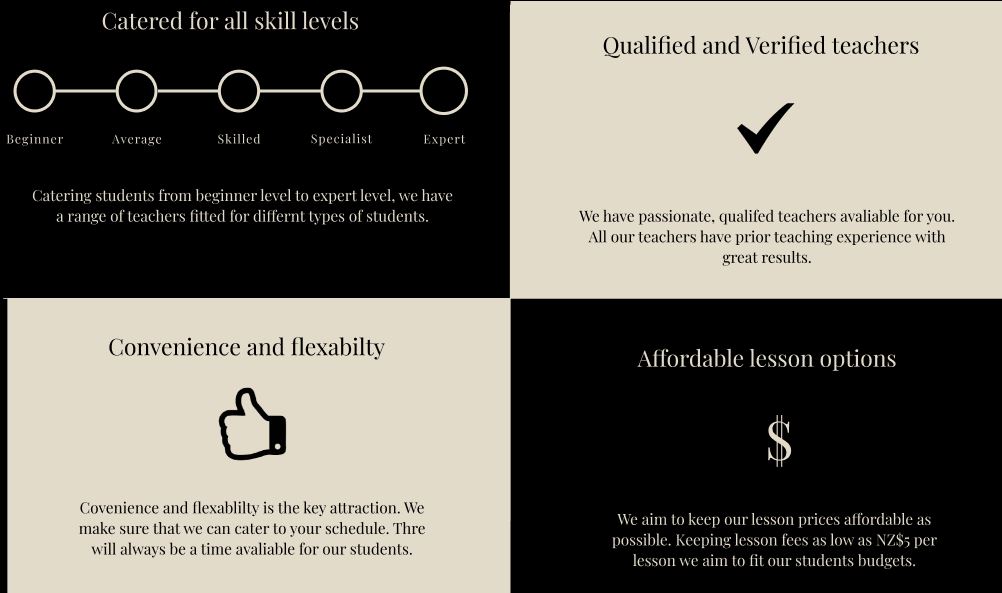 Catered for all skill levels
Beginner Average Skilled Specialist Expert
Catering students from beginner level to expert level, we have
a range of teachers fitted for differnt types of students.
Qualified and Verified teachers
We have passionate, qualifed teachers avaliable for you.
All our teachers have prior teaching experience with
great results.
Convenience and flexabilty
Covenience and flexablilty is the key attraction. We
make sure that we can cater to your schedule. Thre
will always be a time avaliable for our students.
Affordable lesson options
$
We aim to keep our lesson prices affordable as
possible. Keeping lesson fees as low as NZ$5 per
lesson we aim to fit our students budgets.